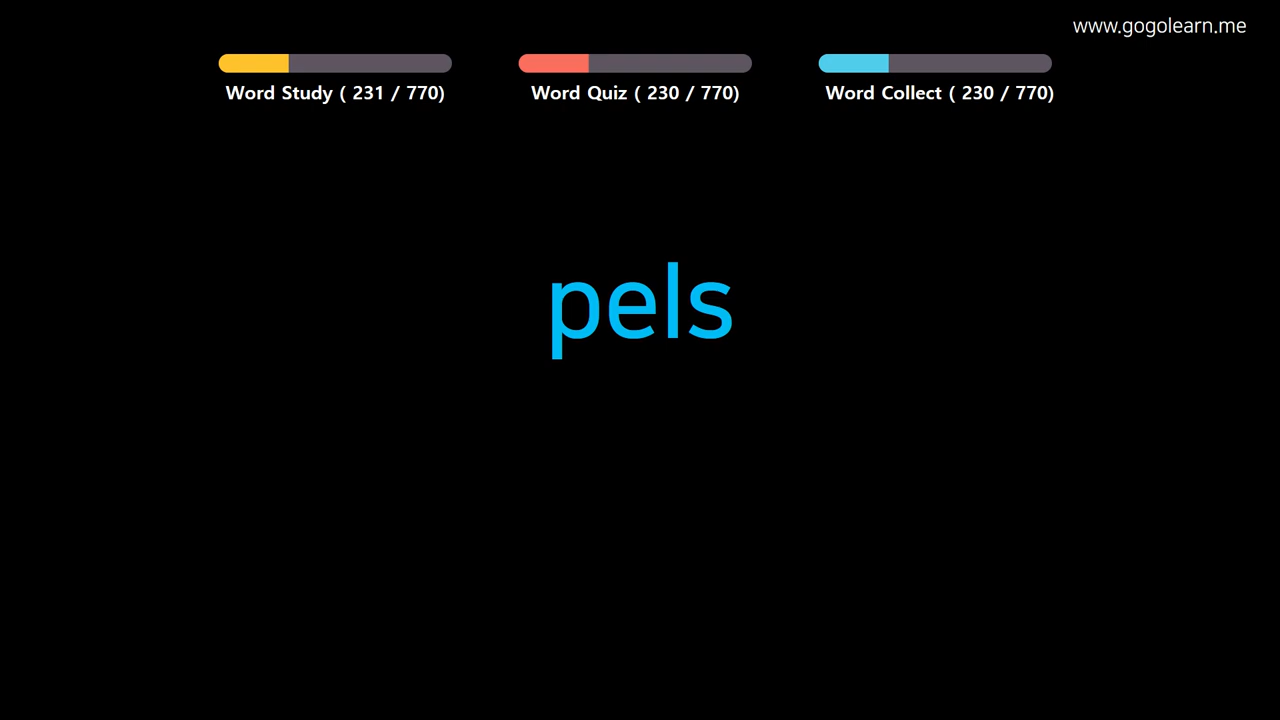 www.gogolearn.me
Word Study ( 231 / 770)
Word Quiz ( 230 / 770)
Word Collect ( 230 / 770)
pels